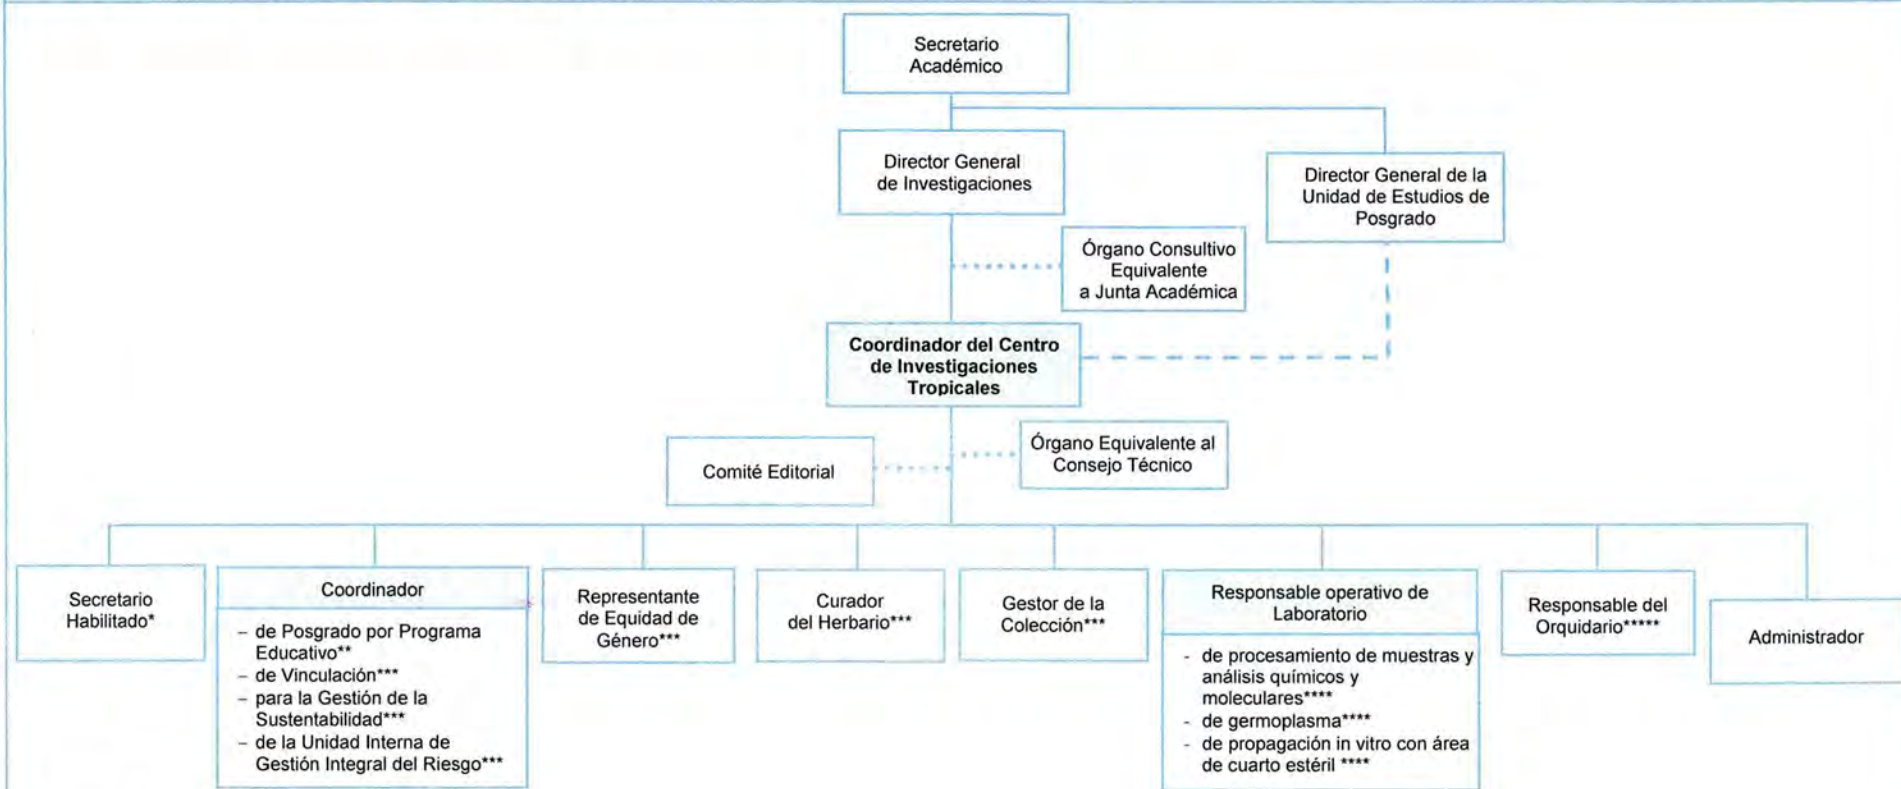 Secretario
Académico
Director General
de Investigaciones
Director General de la
Unidad de Estudios de
Posgrado
Órgano Consultivo
Equivalente
a Junta Académica
Coordinador del Centro
de Investigaciones
Tropicales
Comité Editorial
Órgano Equivalente al
Consejo Técnico
Secretario
Habilitado*
Coordinador
– de Posgrado por Programa
Educativo**
– de Vinculación***
– para la Gestión de la
Sustentabilidad***
– de la Unidad Interna de
Gestión Integral del Riesgo***
Representante
de Equidad de
Género***
Curador
del Herbario***
Gestor de la
Colección***
Responsable operativo de
Laboratorio
- de procesamiento de muestras y
análisis químicos y
moleculares****
- de germoplasma****
- de propagación in vitro con área
de cuarto estéril ****
Responsable del
Orquidario*****
Administrador